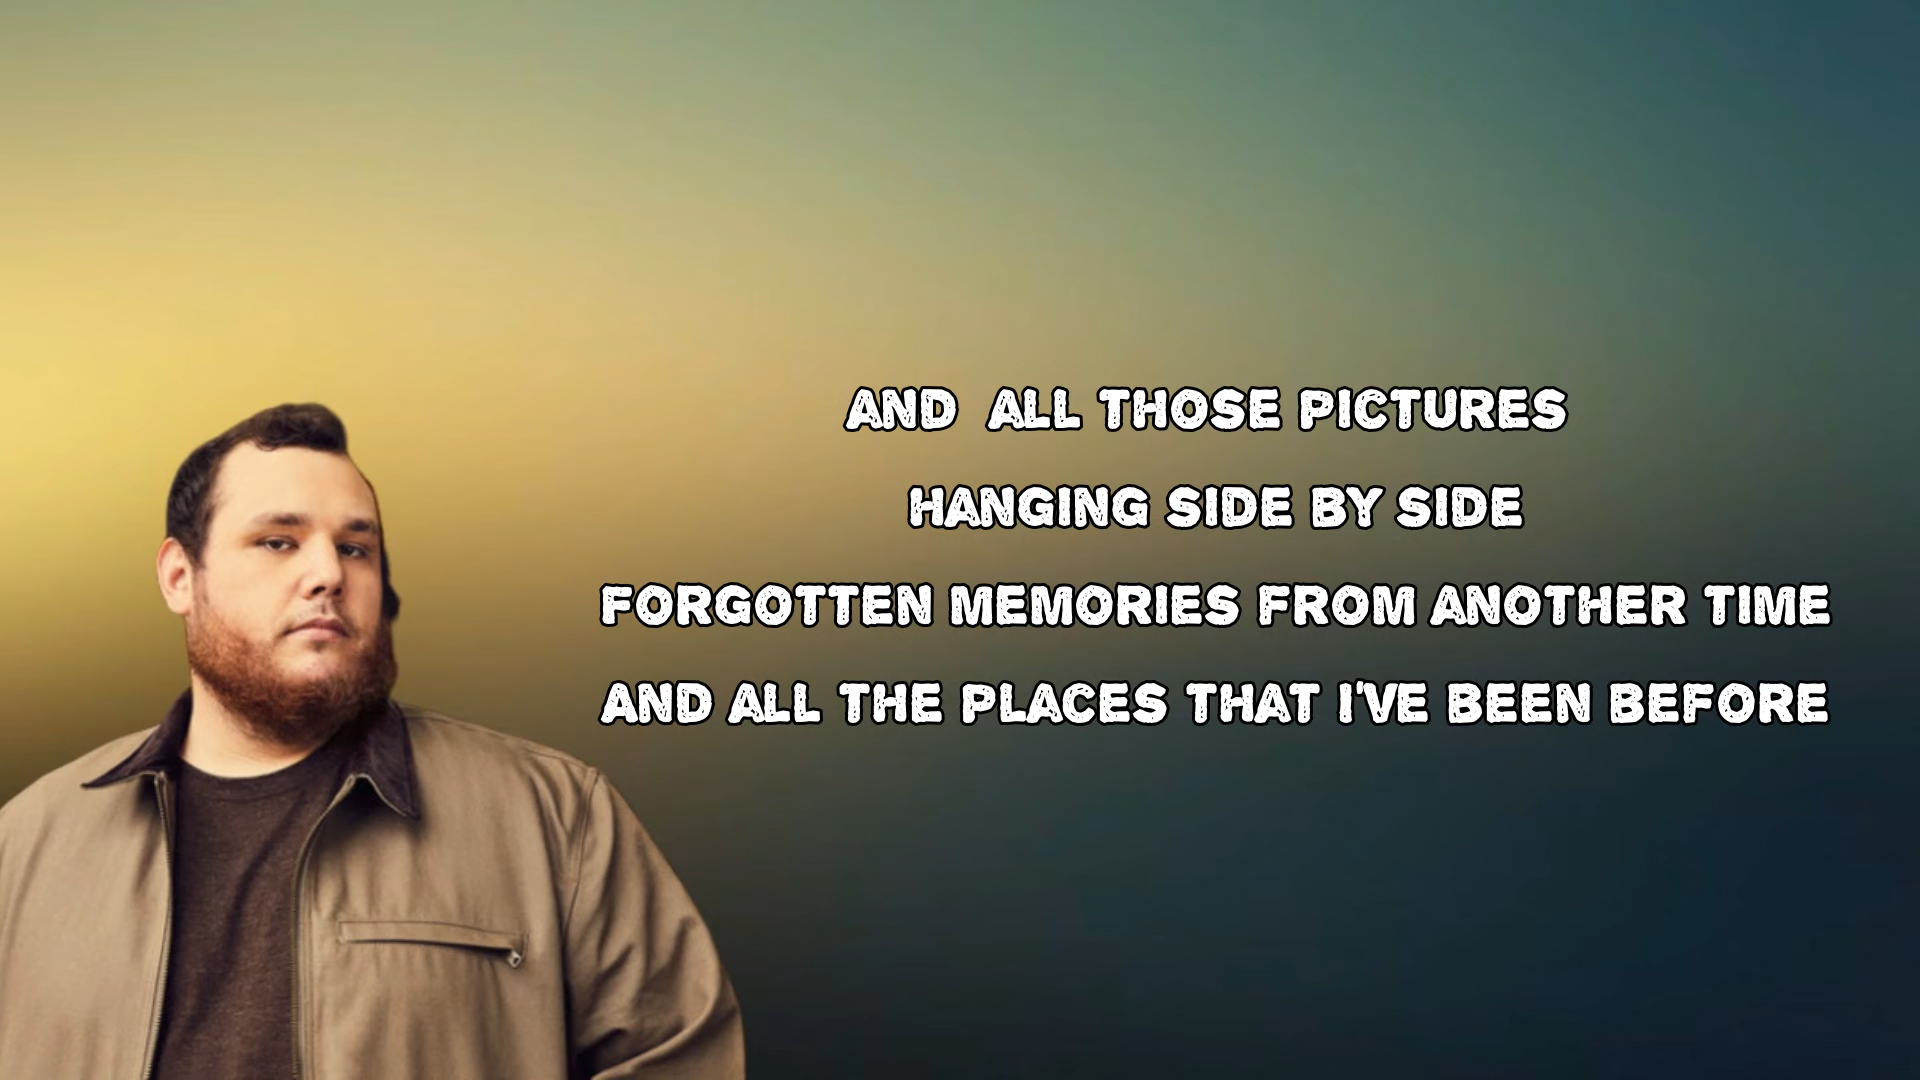 AND  ALL THOSE PICTURES
HANGING SIDE BY SIDE
FORGOTTEN MEMORIES FROM ANOTHER TIME
AND ALL THE PLACES THAT I'VE BEEN BEFORE